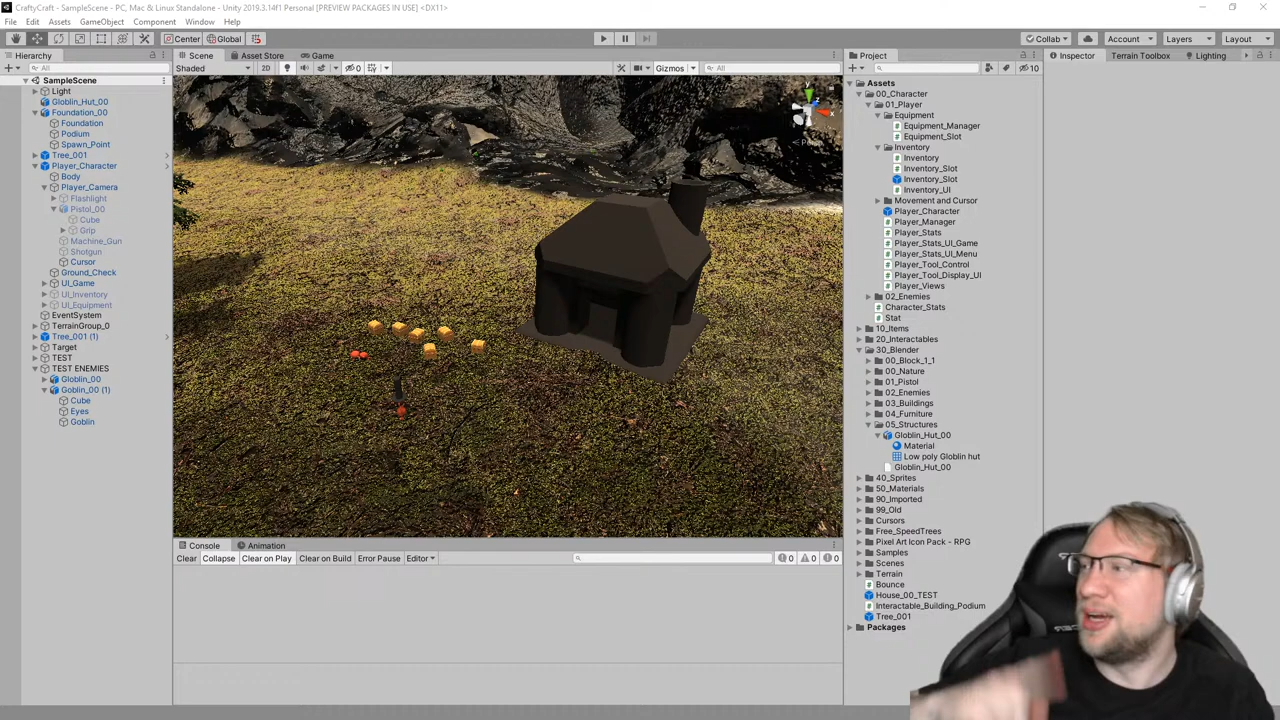 CraftyCraft - SampleScene - PC, Mac & Linux Standalone - Unity 2019.3.14f1 Personal [PREVIEW PACKAGES IN USE] <DX11>
File Edit Assets GameObject Component Window Help
Center Global Collab Account Layers Layout
Hierarchy
All
SampleScene
Light
Globlin_Hut_00
Foundation_00
Foundation
Podium
Spawn_Point
Tree_001
Player_Character
Body
Player_Camera
Flashlight
Pistol_00
Cube
Grip
Machine_Gun
Shotgun
Cursor
Ground_Check
UI_Game
UI_Inventory
UI_Equipment
EventSystem
TerrainGroup_0
Tree_001 (1)
Target
TEST
TEST ENEMIES
Globlin_00
Goblin_00 (1)
Cube
Eyes
Goblin
Scene Asset Store Game
Shaded 2D 0 Gizmos All
y
x
Console Animation
Clear Collapse Clear on Play Clear on Build Error Pause Editor 0 0 0
Project
10
Assets
00_Character
01_Player
Equipment
Equipment_Manager
Equipment_Slot
Inventory
Inventory
Inventory_Slot
Inventory_Slot
Inventory_UI
Movement and Cursor
Player_Character
Player_Manager
Player_Stats
Player_Stats_UI_Game
Player_Stats_UI_Menu
Player_Tool_Control
Player_Tool_Display_UI
Player_Views
02_Enemies
Character_Stats
Stat
10_Items
20_Interactables
30_Blender
00_Block_1_1
00_Nature
01_Pistol
02_Enemies
03_Buildings
04_Furniture
05_Structures
Globlin_Hut_00
Material
Low poly Globlin hut
Globlin_Hut_00
40_Sprites
50_Materials
90_Imported
99_Old
Cursors
Free_SpeedTrees
Pixel Art Icon Pack - RPG
Samples
Scenes
Terrain
Bounce
House_00_TEST
Interactable_Building_Podium
Tree_001
Packages
Inspector Terrain Toolbox Lighting